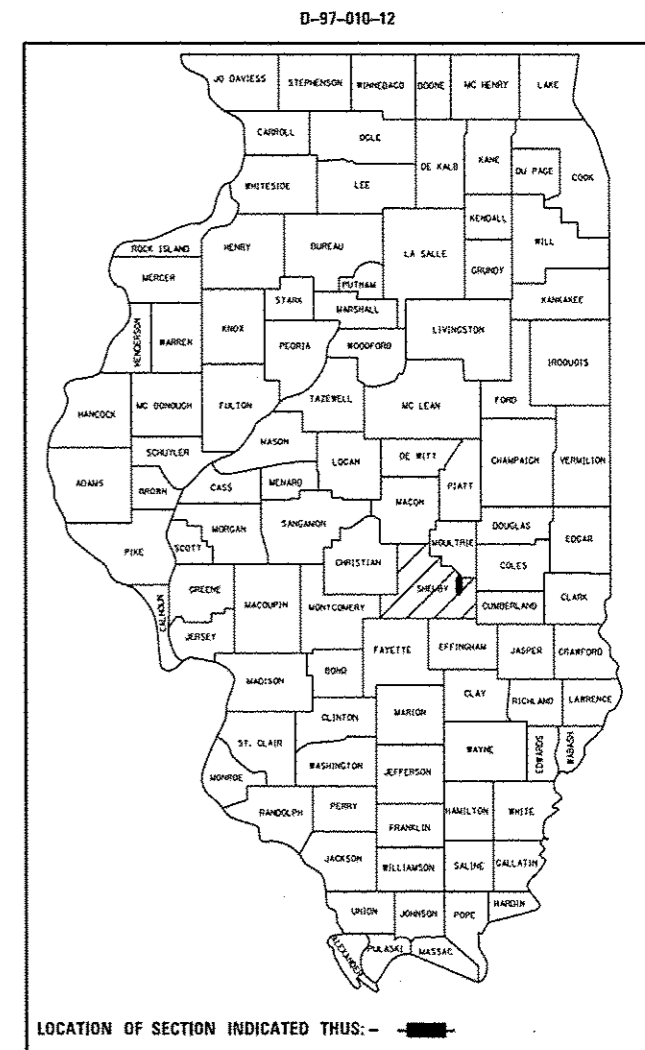 D-97-010-12
JO DAVIESS STEPHENSON WINNEBAGO BOONE MC HENRY LAKE
CARROLL OGLE DE KALB KANE DU PAGE COOK
WHITESIDE LEE
KENDALL WILL
ROCK ISLAND HENRY BUREAU LA SALLE GRUNDY
MERCER PUTNAM KANKAKEE
STARK MARSHALL
HENDERSON WARREN KNOX PEORIA WOODFORD LIVINGSTON IROQUOIS
HANCOCK MC DONOUGH FULTON TAZEWELL MC LEAN FORD
MASON
SCHUYLER LOGAN DE WITT CHAMPAIGN VERMILION
ADAMS BROWN CASS MENARD PIATT
MACON
MORGAN SANGAMON DOUGLAS EDGAR
PIKE SCOTT CHRISTIAN MOULTRIE COLES
GREENE SHELBY CLARK
CALHOUN MACOUPIN MONTGOMERY CUMBERLAND
JERSEY FAYETTE EFFINGHAM JASPER CRAWFORD
MADISON BOND
CLAY RICHLAND LAWRENCE
CLINTON MARION
ST. CLAIR WAYNE EDWARDS WABASH
MONROE WASHINGTON JEFFERSON
RANDOLPH PERRY HAMILTON WHITE
FRANKLIN
JACKSON WILLIAMSON SALINE GALLATIN
UNION JOHNSON POPE HARDIN
ALEXANDER PULASKI MASSAC
LOCATION OF SECTION INDICATED THUS: -